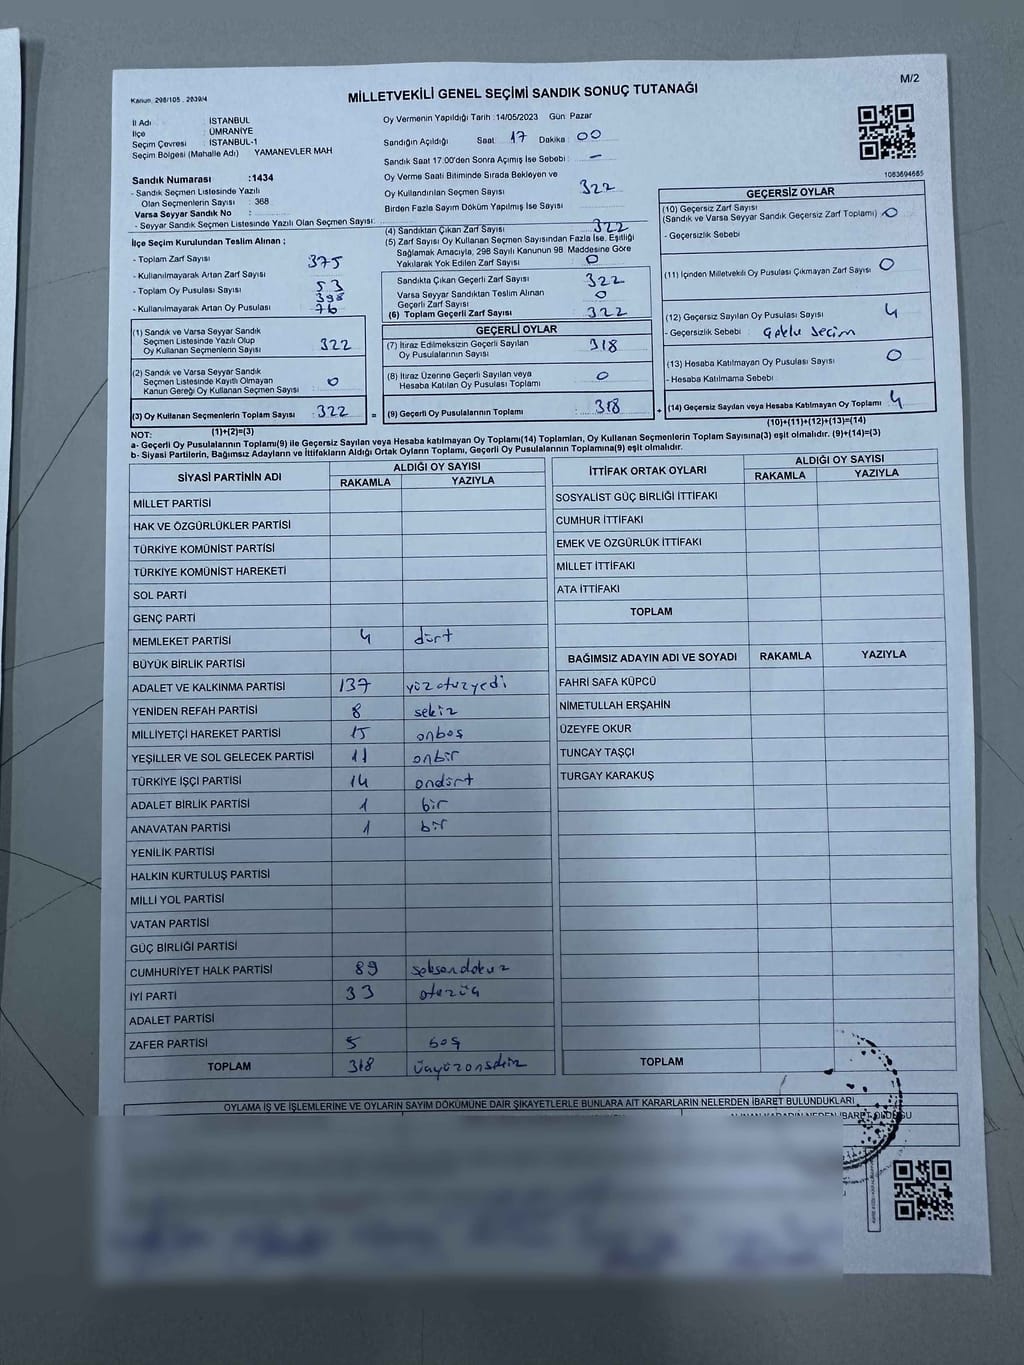 Kanun. 298/105 , 2839/4
MİLLETVEKİLİ GENEL SEÇİMİ SANDIK SONUÇ TUTANAĞI
M/2
İl Adı : İSTANBUL
İlçe : ÜMRANİYE
Seçim Çevresi : İSTANBUL-1
Seçim Bölgesi (Mahalle Adı) YAMANEVLER MAH
Sandık Numarası :1434
- Sandık Seçmen Listesinde Yazılı
Olan Seçmenlerin Sayısı : 368
Varsa Seyyar Sandık No :
- Seyyar Sandık Seçmen Listesinde Yazılı Olan Seçmen Sayısı:
Oy Vermenin Yapıldığı Tarih :14/05/2023 Gün Pazar
Sandığın Açıldığı Saat 17 Dakika 00
Sandık Saat 17:00'den Sonra Açımış İse Sebebi : –
Oy Verme Saati Bitiminde Sırada Bekleyen ve
Oy Kullandırılan Seçmen Sayısı 322
Birden Fazla Sayım Döküm Yapılmış İse Sayısı
1083694685
İlçe Seçim Kurulundan Teslim Alınan ;
- Toplam Zarf Sayısı 375
- Kullanılmayarak Artan Zarf Sayısı 53
- Toplam Oy Pusulası Sayısı 398
- Kullanılmayarak Artan Oy Pusulası 76
(4) Sandıktan Çıkan Zarf Sayısı 322
(5) Zarf Sayısı Oy Kullanan Seçmen Sayısından Fazla İse, Eşitliği
Sağlamak Amacıyla, 298 Sayılı Kanunun 98 Maddesine Göre
Yakılarak Yok Edilen Zarf Sayısı 0
Sandıkta Çıkan Geçerli Zarf Sayısı 322
Varsa Seyyar Sandıktan Teslim Alınan
Geçerli Zarf Sayısı 0
(6) Toplam Geçerli Zarf Sayısı 322
GEÇERSİZ OYLAR
(10) Geçersiz Zarf Sayısı
(Sandık ve Varsa Seyyar Sandık Geçersiz Zarf Toplamı) 0
- Geçersizlik Sebebi
(11) İçinden Milletvekili Oy Pusulası Çıkmayan Zarf Sayısı 0
(12) Geçersiz Sayılan Oy Pusulası Sayısı 4
- Geçersizlik Sebebi : Çoklu seçim
(13) Hesaba Katılmayan Oy Pusulası Sayısı 0
- Hesaba Katılmama Sebebi
(14) Geçersiz Sayılan veya Hesaba Katılmayan Oy Toplamı 4
(10)+(11)+(12)+(13)=(14)
(1) Sandık ve Varsa Seyyar Sandık
Seçmen Listesinde Yazılı Olup
Oy Kullanan Seçmenlerin Sayısı 322
(2) Sandık ve Varsa Seyyar Sandık
Seçmen Listesinde Kayıtlı Olmayan
Kanun Gereği Oy Kullanan Seçmen Sayısı 0
(3) Oy Kullanan Seçmenlerin Toplam Sayısı : 322
(1)+(2)=(3)
=
GEÇERLİ OYLAR
(7) İtiraz Edilmeksizin Geçerli Sayılan
Oy Pusulalarının Sayısı 318
(8) İtiraz Üzerine Geçerli Sayılan veya
Hesaba Katılan Oy Pusulası Toplamı 0
(9) Geçerli Oy Pusulalarının Toplamı : 318
+
NOT:
a- Geçerli Oy Pusulalarının Toplamı(9) ile Geçersiz Sayılan veya Hesaba katılmayan Oy Toplamı(14) Toplamları, Oy Kullanan Seçmenlerin Toplam Sayısına(3) eşit olmalıdır. (9)+(14)=(3)
b- Siyasi Partilerin, Bağımsız Adayların ve İttifakların Aldığı Ortak Oyların Toplamı, Geçerli Oy Pusulalarının Toplamına(9) eşit olmalıdır.
SİYASİ PARTİNİN ADI ALDIĞI OY SAYISI
RAKAMLA YAZIYLA
MİLLET PARTİSİ
HAK VE ÖZGÜRLÜKLER PARTİSİ
TÜRKİYE KOMÜNİST PARTİSİ
TÜRKİYE KOMÜNİST HAREKETİ
SOL PARTİ
GENÇ PARTİ
MEMLEKET PARTİSİ 4 dört
BÜYÜK BİRLİK PARTİSİ
ADALET VE KALKINMA PARTİSİ 137 yüzotuzyedi
YENİDEN REFAH PARTİSİ 8 sekiz
MİLLİYETÇİ HAREKET PARTİSİ 15 onbeş
YEŞİLLER VE SOL GELECEK PARTİSİ 11 onbir
TÜRKİYE İŞÇİ PARTİSİ 14 ondört
ADALET BİRLİK PARTİSİ 1 bir
ANAVATAN PARTİSİ 1 bir
YENİLİK PARTİSİ
HALKIN KURTULUŞ PARTİSİ
MİLLİ YOL PARTİSİ
VATAN PARTİSİ
GÜÇ BİRLİĞİ PARTİSİ
CUMHURİYET HALK PARTİSİ 89 seksendokuz
İYİ PARTİ 33 otuzüç
ADALET PARTİSİ
ZAFER PARTİSİ 5 beş
TOPLAM 318 üçyüzonsekiz
İTTİFAK ORTAK OYLARI ALDIĞI OY SAYISI
RAKAMLA YAZIYLA
SOSYALİST GÜÇ BİRLİĞİ İTTİFAKI
CUMHUR İTTİFAKI
EMEK VE ÖZGÜRLÜK İTTİFAKI
MİLLET İTTİFAKI
ATA İTTİFAKI
TOPLAM
BAĞIMSIZ ADAYIN ADI VE SOYADI RAKAMLA YAZIYLA
FAHRİ SAFA KÜPCÜ
NİMETULLAH ERŞAHİN
ÜZEYFE OKUR
TUNCAY TAŞÇI
TURGAY KARAKUŞ
TOPLAM
OYLAMA İŞ VE İŞLEMLERİNE VE OYLARIN SAYIM DÖKÜMÜNE DAİR ŞİKAYETLERLE BUNLARA AİT KARARLARIN NELERDEN İBARET BULUNDUKLARI
ALINAN KARARIN NEDEN İBARET OLDUĞU